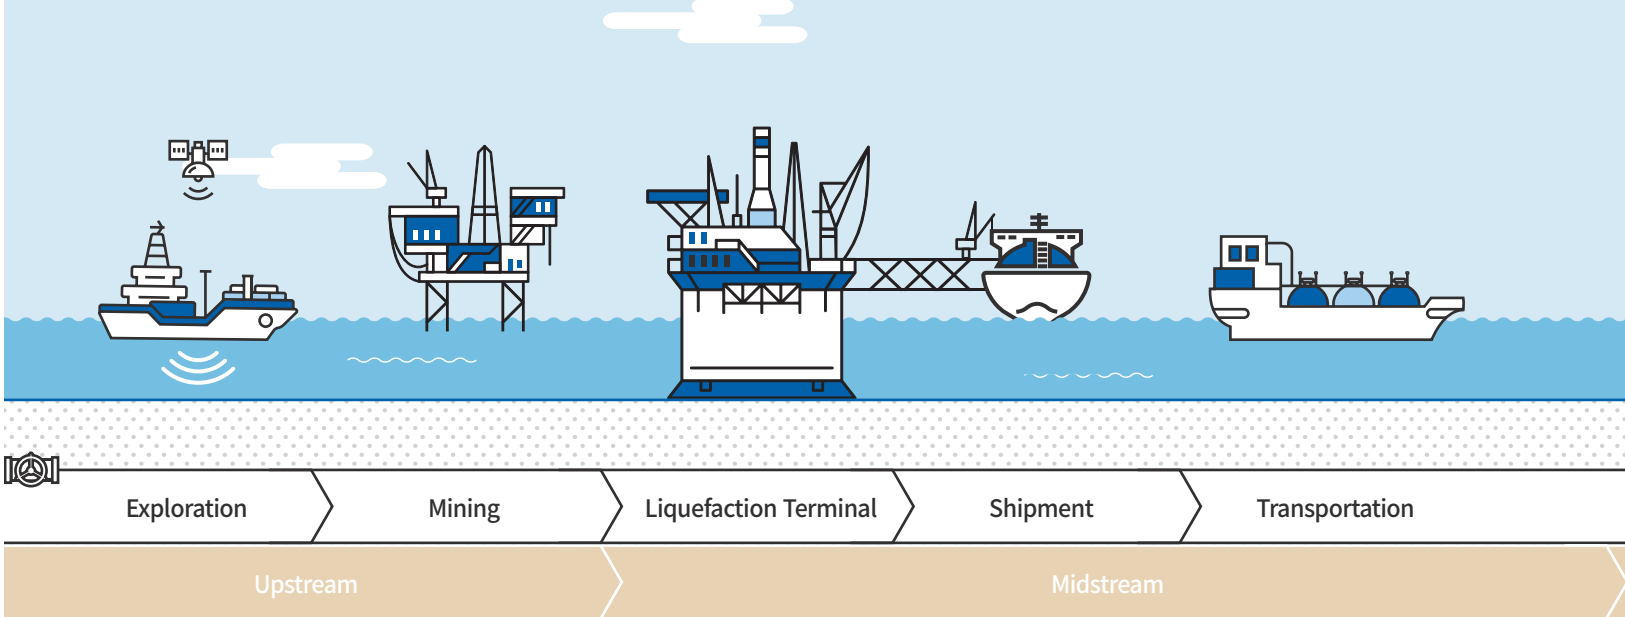 Exploration
Mining
Liquefaction Terminal
Shipment
Transportation
Upstream
Midstream